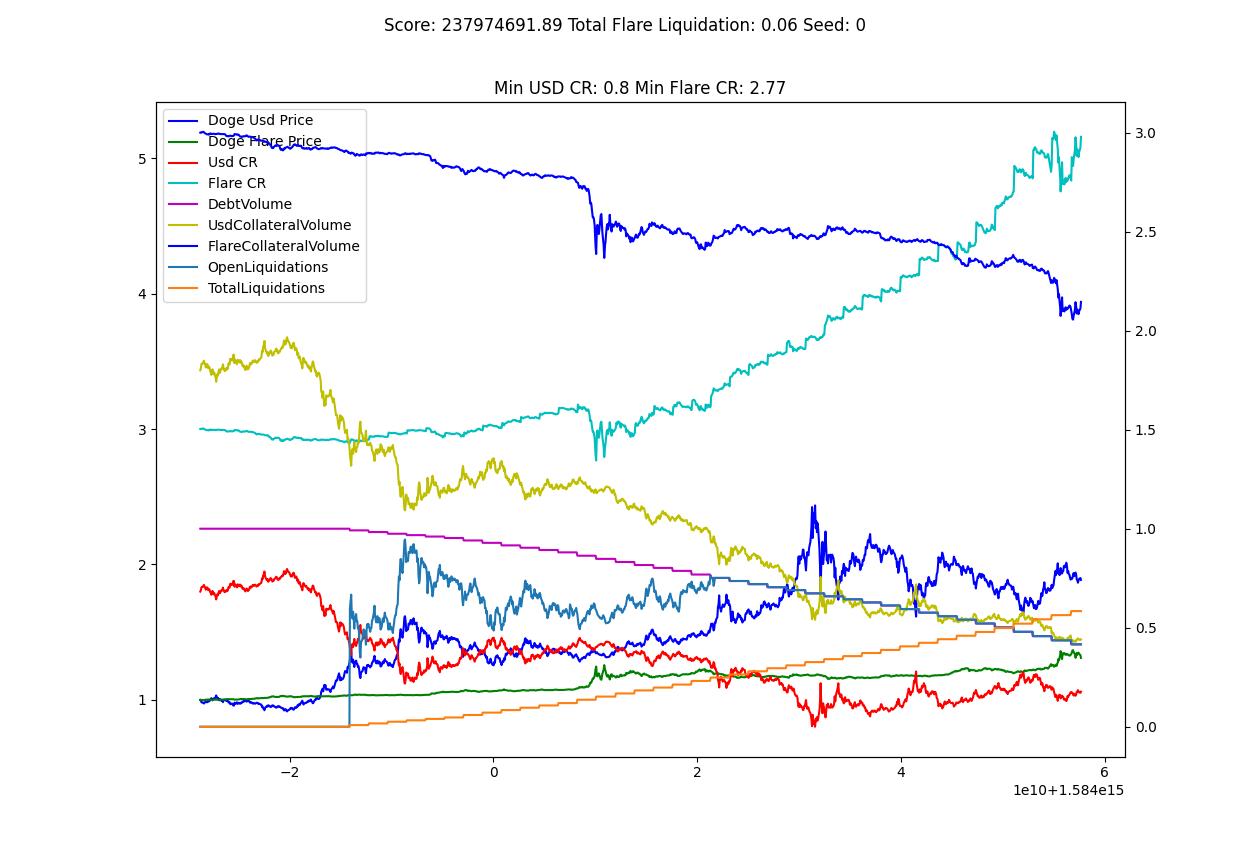 Score: 237974691.89 Total Flare Liquidation: 0.06 Seed: 0
Min USD CR: 0.8 Min Flare CR: 2.77
Doge Usd Price
Doge Flare Price
Usd CR
Flare CR
DebtVolume
UsdCollateralVolume
FlareCollateralVolume
OpenLiquidations
TotalLiquidations
5
4
3
2
1
3.0
2.5
2.0
1.5
1.0
0.5
0.0
−2
0
2
4
6
1e10+1.584e15